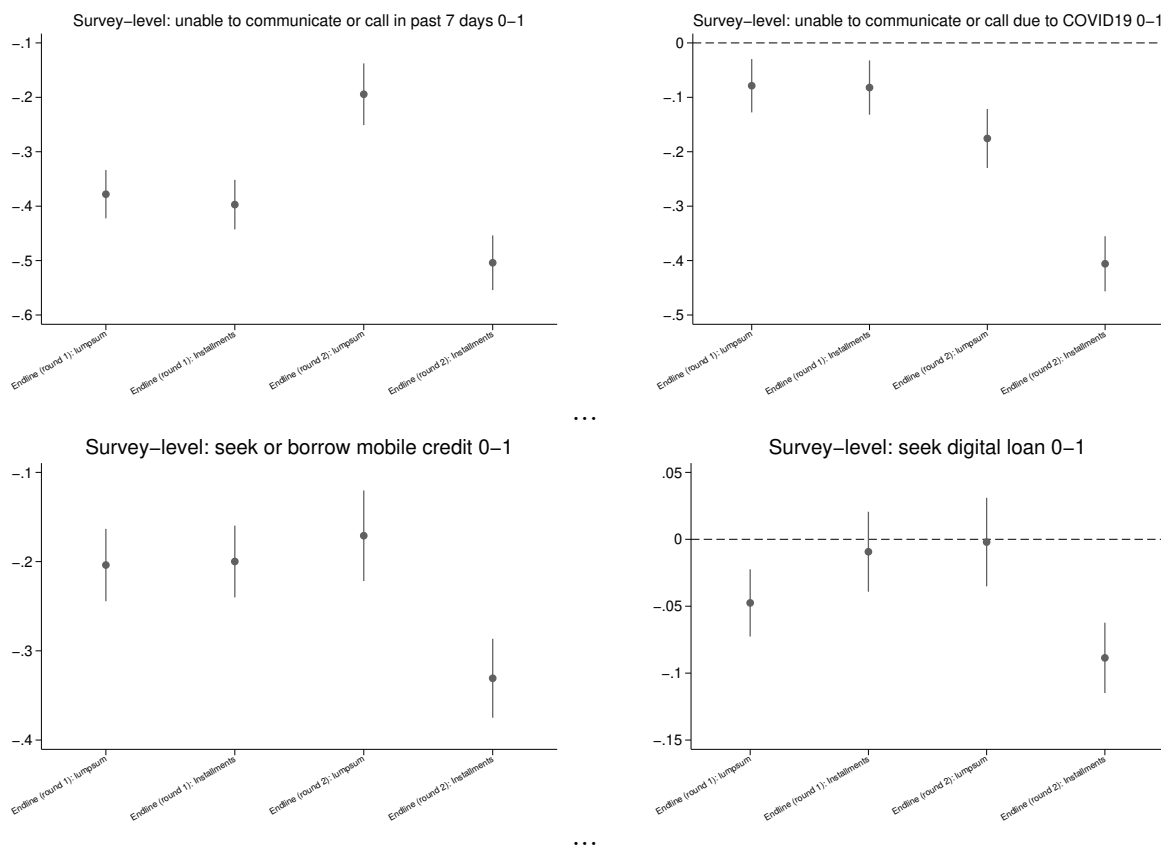 Survey−level: unable to communicate or call in past 7 days 0−1
−.1
−.2
−.3
−.4
−.5
−.6
Endline (round 1): lumpsum
Endline (round 1): Installments
Endline (round 2): lumpsum
Endline (round 2): Installments
Survey−level: unable to communicate or call due to COVID19 0−1
0
−.1
−.2
−.3
−.4
−.5
Endline (round 1): lumpsum
Endline (round 1): Installments
Endline (round 2): lumpsum
Endline (round 2): Installments
...
Survey−level: seek or borrow mobile credit 0−1
−.1
−.2
−.3
−.4
Endline (round 1): lumpsum
Endline (round 1): Installments
Endline (round 2): lumpsum
Endline (round 2): Installments
Survey−level: seek digital loan 0−1
.05
0
−.05
−.1
−.15
Endline (round 1): lumpsum
Endline (round 1): Installments
Endline (round 2): lumpsum
Endline (round 2): Installments
...